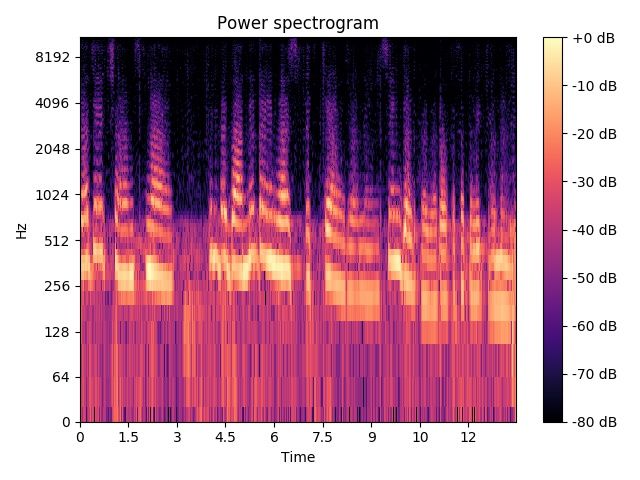 Power spectrogram
8192
4096
2048
1024
512
256
128
64
0
Hz
0 1.5 3 4.5 6 7.5 9 10 12
Time
+0 dB
-10 dB
-20 dB
-30 dB
-40 dB
-50 dB
-60 dB
-70 dB
-80 dB